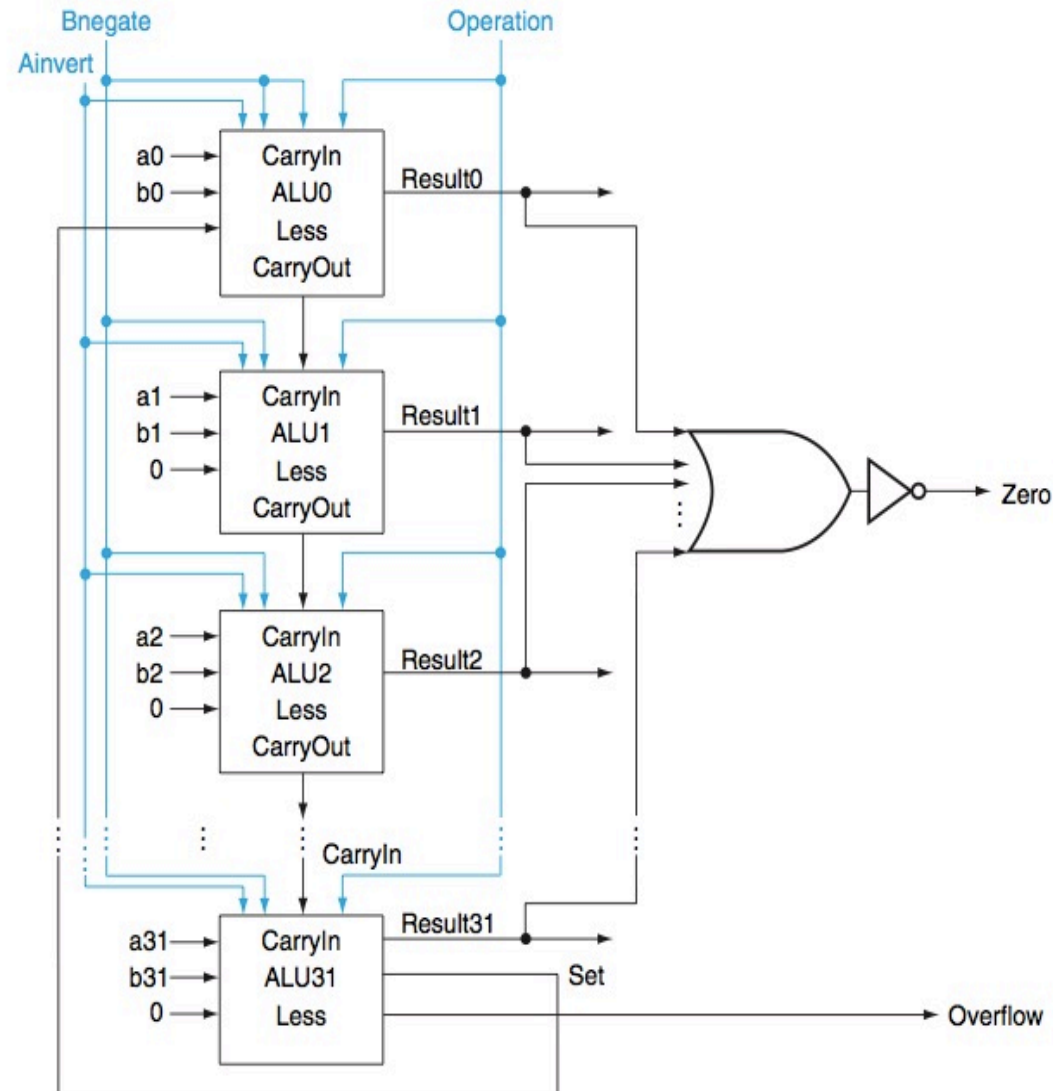 Bnegate
Operation
Ainvert
a0
CarryIn
b0
ALU0
Result0
Less
CarryOut
a1
CarryIn
b1
ALU1
Result1
0
Less
CarryOut
Zero
a2
CarryIn
b2
ALU2
Result2
0
Less
CarryOut
CarryIn
a31
CarryIn
Result31
b31
ALU31
Set
0
Less
Overflow